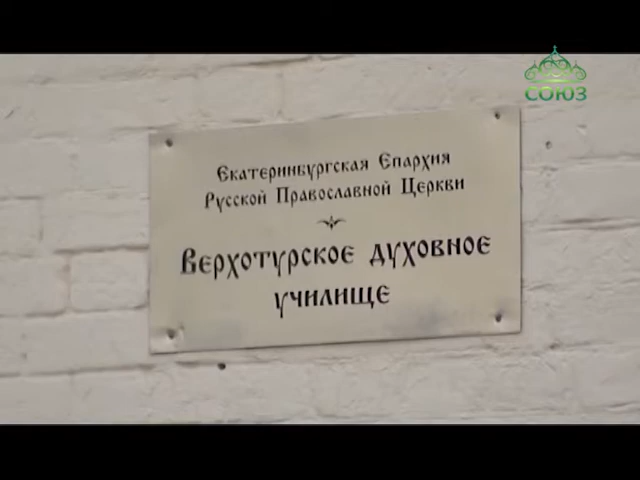 СОЮЗ
Екатеринбургская Епархия
Русской Православной Церкви
Верхотурское духовное
училище